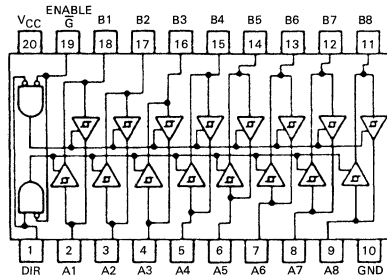 ENABLE
VCC G B1 B2 B3 B4 B5 B6 B7 B8
20 19 18 17 16 15 14 13 12 11
1 2 3 4 5 6 7 8 9 10
DIR A1 A2 A3 A4 A5 A6 A7 A8 GND